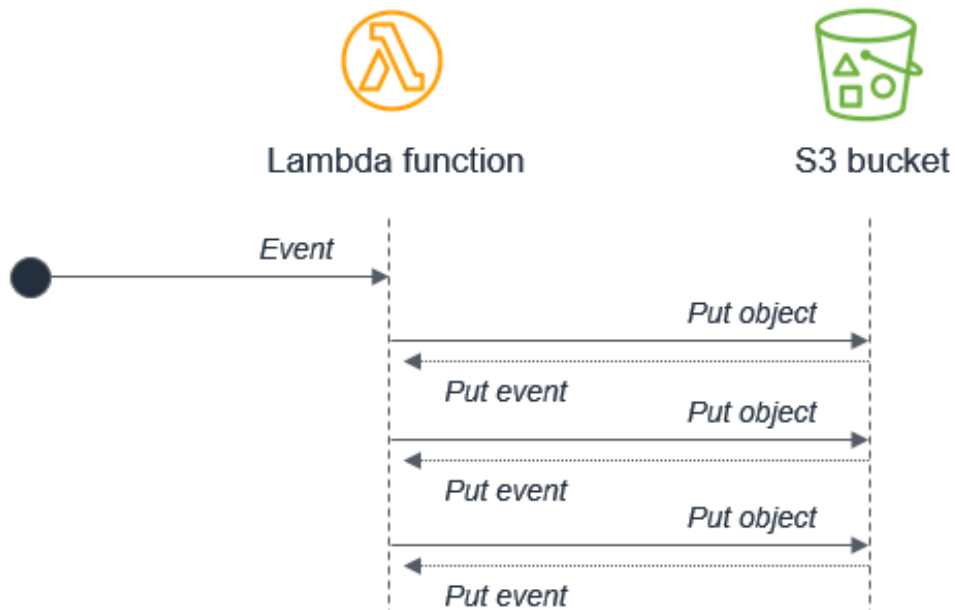 Lambda function
S3 bucket
Event
Put object
Put event
Put object
Put event
Put object
Put event